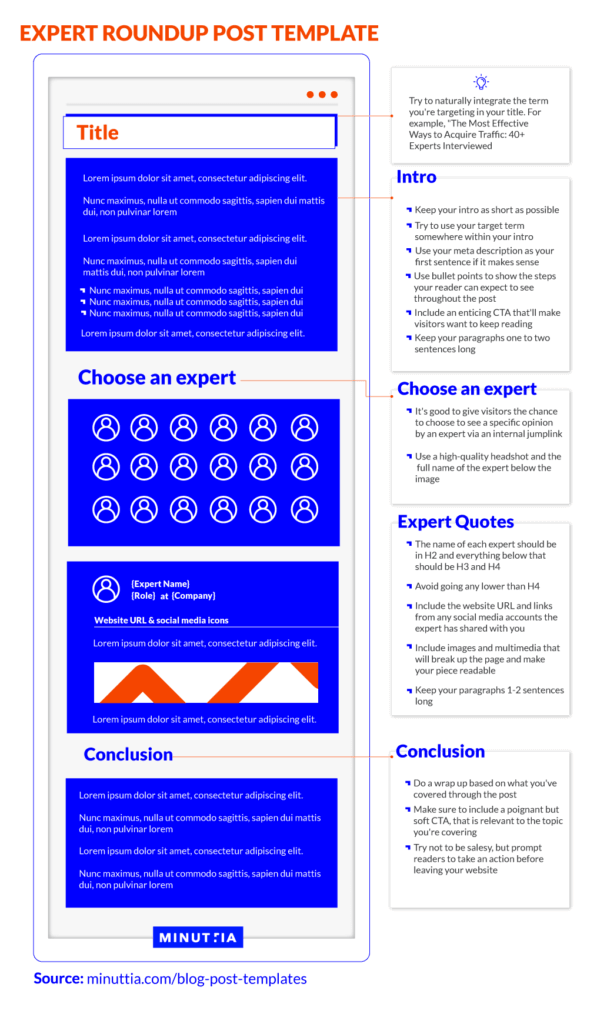 EXPERT ROUNDUP POST TEMPLATE
Title
Lorem ipsum dolor sit amet, consectetur adipiscing elit.
Nunc maximus, nulla ut commodo sagittis, sapien dui mattis
dui, non pulvinar lorem
Lorem ipsum dolor sit amet, consectetur adipiscing elit.
Nunc maximus, nulla ut commodo sagittis, sapien dui
mattis dui, non pulvinar lorem
Nunc maximus, nulla ut commodo sagittis, sapien dui
Nunc maximus, nulla ut commodo sagittis, sapien dui
Nunc maximus, nulla ut commodo sagittis, sapien dui
Lorem ipsum dolor sit amet, consectetur adipiscing elit.
Choose an expert
{Expert Name}
{Role} at {Company}
Website URL & social media icons
Lorem ipsum dolor sit amet, consectetur adipiscing elit.
Lorem ipsum dolor sit amet, consectetur adipiscing elit.
Conclusion
Lorem ipsum dolor sit amet, consectetur adipiscing elit.
Nunc maximus, nulla ut commodo sagittis, sapien dui mattis
dui, non pulvinar lorem
Lorem ipsum dolor sit amet, consectetur adipiscing elit.
Nunc maximus, nulla ut commodo sagittis, sapien dui mattis
dui, non pulvinar lorem
MINUTTIA
Try to naturally integrate the term
you're targeting in your title. For
example, "The Most Effective
Ways to Acquire Traffic: 40+
Experts Interviewed
Intro
Keep your intro as short as possible
Try to use your target term
somewhere within your intro
Use your meta description as your
first sentence if it makes sense
Use bullet points to show the steps
your reader can expect to see
throughout the post
Include an enticing CTA that'll make
visitors want to keep reading
Keep your paragraphs one to two
sentences long
Choose an expert
It's good to give visitors the chance
to choose to see a specific opinion
by an expert via an internal jumplink
Use a high-quality headshot and the
full name of the expert below the
image
Expert Quotes
The name of each expert should be
in H2 and everything below that
should be H3 and H4
Avoid going any lower than H4
Include the website URL and links
from any social media accounts the
expert has shared with you
Include images and multimedia that
will break up the page and make
your piece readable
Keep your paragraphs 1-2 sentences
long
Conclusion
Do a wrap up based on what you've
covered through the post
Make sure to include a poignant but
soft CTA, that is relevant to the topic
you're covering
Try not to be salesy, but prompt
readers to take an action before
leaving your website
Source: minuttia.com/blog-post-templates